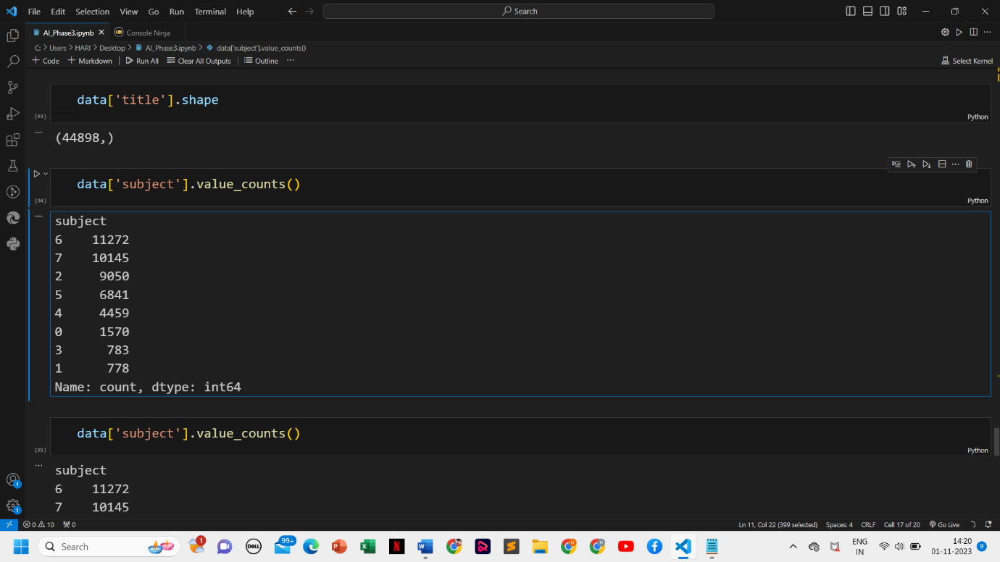 File Edit Selection View Go Run Terminal Help
Search
AI_Phase3.ipynb Console Ninja
C: > Users > HARI > Desktop > AI_Phase3.ipynb > data['subject'].value_counts()
+ Code + Markdown Run All Clear All Outputs Outline ... Select Kernel
data['title'].shape
[93]
Python
(44898,)
data['subject'].value_counts()
[94]
Python
subject
6 11272
7 10145
2 9050
5 6841
4 4459
0 1570
3 783
1 778
Name: count, dtype: int64
data['subject'].value_counts()
[95]
Python
subject
6 11272
7 10145
1
1
0 10 0 Ln 11, Col 22 (399 selected) Spaces: 4 CRLF Cell 17 of 20 Go Live
Search 1 DELL 99+ ENG IN 14:20 9
01-11-2023